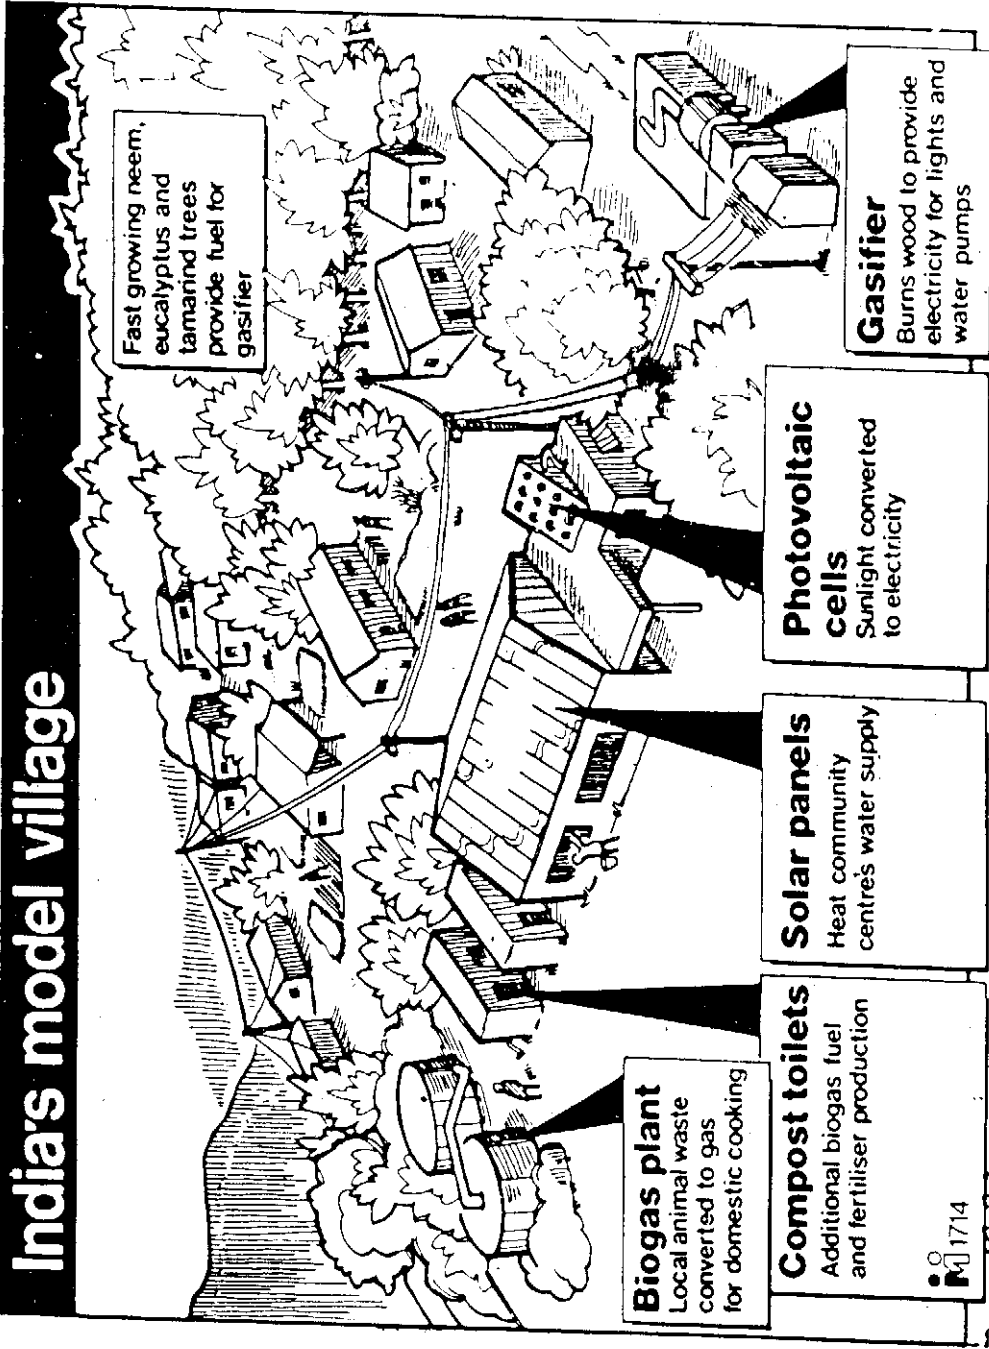 India's model village
Fast growing neem,
eucalyptus and
tamarind trees
provide fuel for
gasifier
Biogas plant
Local animal waste
converted to gas
for domestic cooking
Compost toilets
Additional biogas fuel
and fertiliser production
Solar panels
Heat community
centre's water supply
Photovoltaic
cells
Sunlight converted
to electricity
Gasifier
Burns wood to provide
electricity for lights and
water pumps
1714